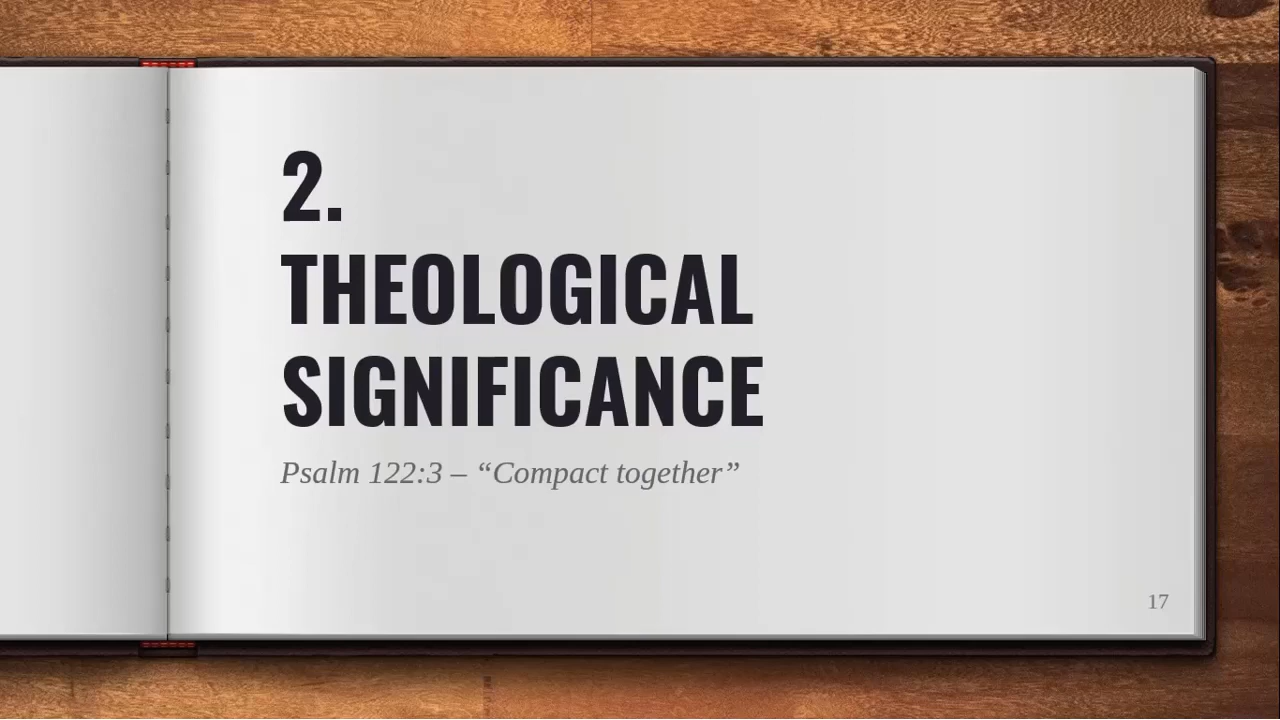 2.
THEOLOGICAL
SIGNIFICANCE
Psalm 122:3 – “Compact together”
17